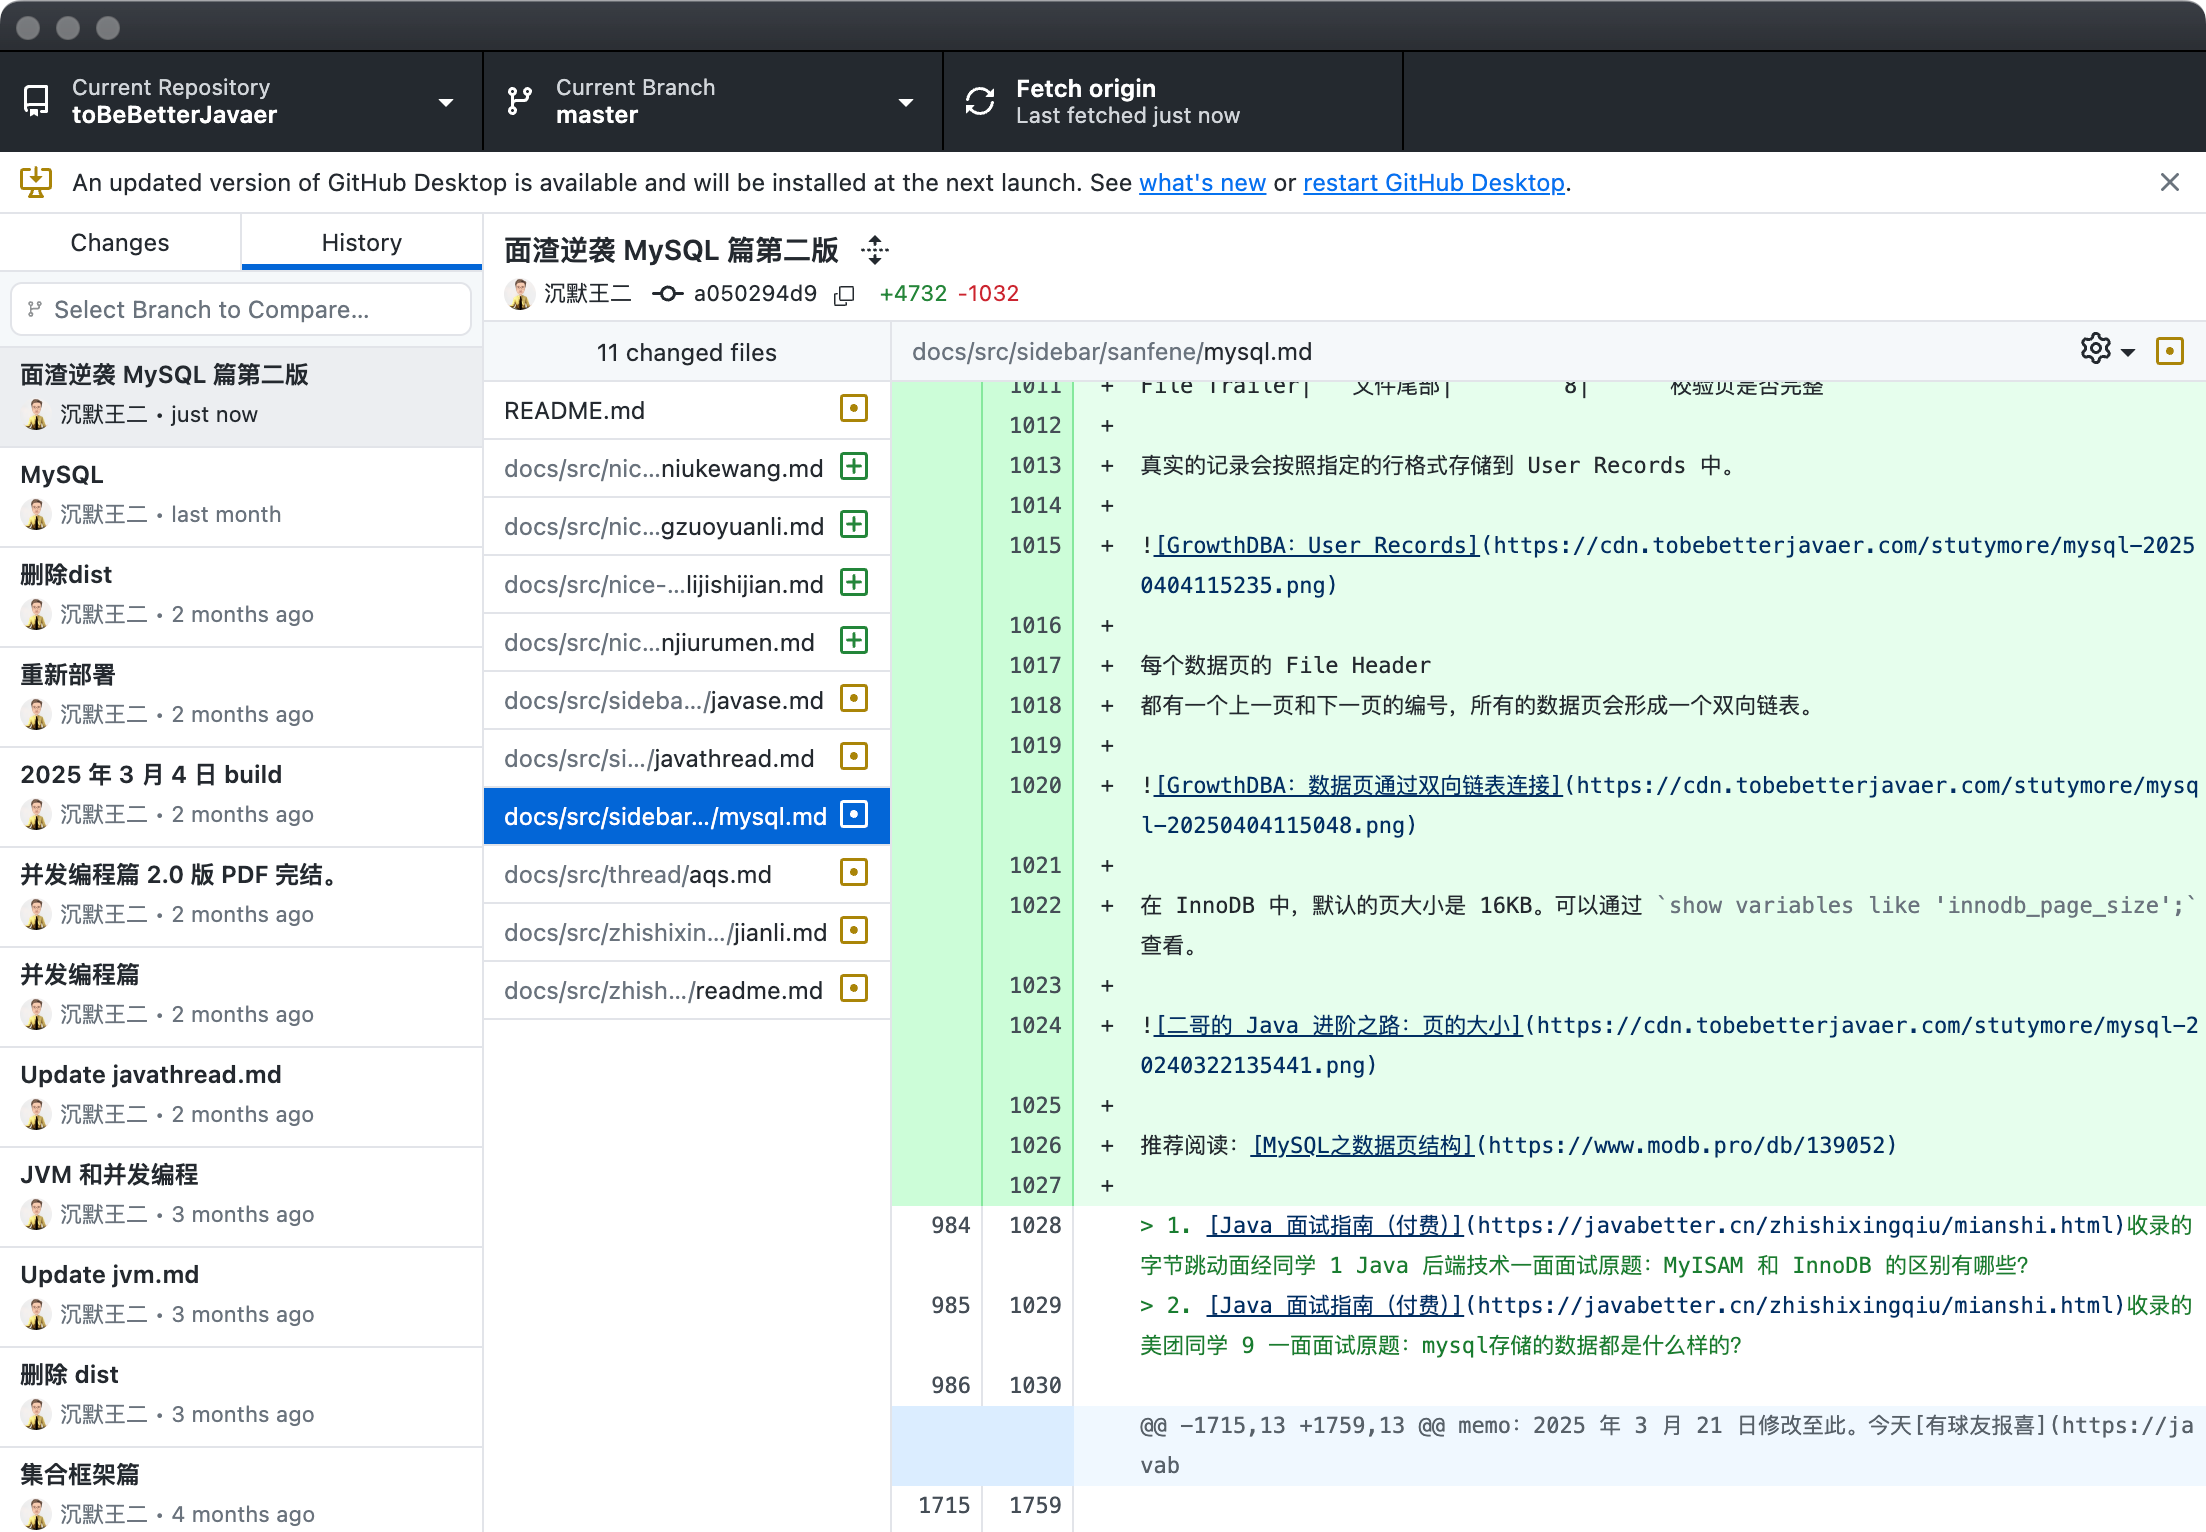 Current Repository
toBeBetterJavaer
Current Branch
master
Fetch origin
Last fetched just now
An updated version of GitHub Desktop is available and will be installed at the next launch. See what's new or restart GitHub Desktop.
Changes
History
Select Branch to Compare...
面渣逆袭 MySQL 篇第二版
沉默王二 • just now
MySQL
沉默王二 • last month
删除dist
沉默王二 • 2 months ago
重新部署
沉默王二 • 2 months ago
2025 年 3 月 4 日 build
沉默王二 • 2 months ago
并发编程篇 2.0 版 PDF 完结。
沉默王二 • 2 months ago
并发编程篇
沉默王二 • 2 months ago
Update javathread.md
沉默王二 • 2 months ago
JVM 和并发编程
沉默王二 • 3 months ago
Update jvm.md
沉默王二 • 3 months ago
删除 dist
沉默王二 • 3 months ago
集合框架篇
沉默王二 • 4 months ago
面渣逆袭 MySQL 篇第二版
沉默王二 a050294d9 +4732 -1032
11 changed files
README.md
docs/src/nic...niukewang.md
docs/src/nic...gzuoyuanli.md
docs/src/nice-...lijishijian.md
docs/src/nic...njiurumen.md
docs/src/sideba.../javase.md
docs/src/si.../javathread.md
docs/src/sidebar.../mysql.md
docs/src/thread/aqs.md
docs/src/zhishixin.../jianli.md
docs/src/zhish.../readme.md
docs/src/sidebar/sanfene/mysql.md
1011 + File Trailer| 文件尾部| 8| 校验页是否完整
1012 +
1013 + 真实的记录会按照指定的行格式存储到 User Records 中。
1014 +
1015 + ![GrowthDBA：User Records](https://cdn.tobebetterjavaer.com/stutymore/mysql-2025
0404115235.png)
1016 +
1017 + 每个数据页的 File Header
1018 + 都有一个上一页和下一页的编号，所有的数据页会形成一个双向链表。
1019 +
1020 + ![GrowthDBA：数据页通过双向链表连接](https://cdn.tobebetterjavaer.com/stutymore/mysq
l-20250404115048.png)
1021 +
1022 + 在 InnoDB 中，默认的页大小是 16KB。可以通过 `show variables like 'innodb_page_size';`
查看。
1023 +
1024 + ![二哥的 Java 进阶之路：页的大小](https://cdn.tobebetterjavaer.com/stutymore/mysql-2
0240322135441.png)
1025 +
1026 + 推荐阅读：[MySQL之数据页结构](https://www.modb.pro/db/139052)
1027 +
984 1028 > 1. [Java 面试指南（付费）](https://javabetter.cn/zhishixingqiu/mianshi.html)收录的
字节跳动面经同学 1 Java 后端技术一面面试原题：MyISAM 和 InnoDB 的区别有哪些？
985 1029 > 2. [Java 面试指南（付费）](https://javabetter.cn/zhishixingqiu/mianshi.html)收录的
美团同学 9 一面面试原题：mysql存储的数据都是什么样的？
986 1030
@@ -1715,13 +1759,13 @@ memo：2025 年 3 月 21 日修改至此。今天[有球友报喜](https://ja
vab
1715 1759